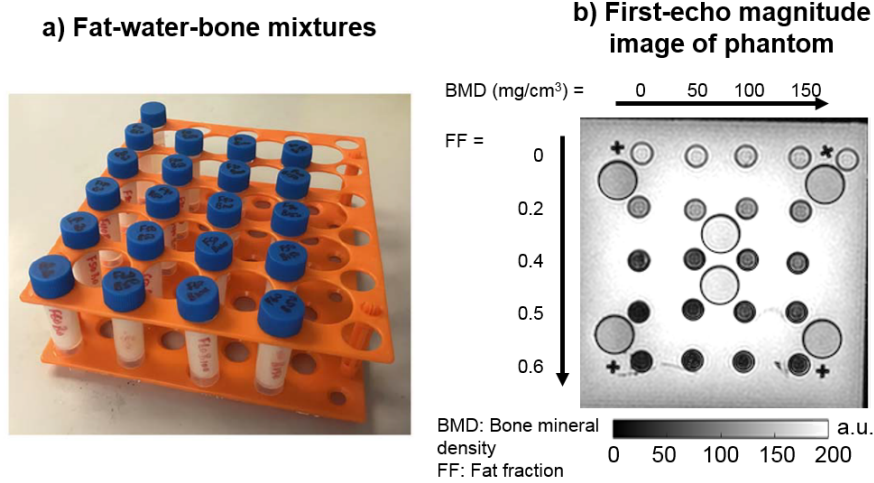 a) Fat-water-bone mixtures
b) First-echo magnitude
image of phantom
BMD (mg/cm³) =
0 50 100 150
FF =
0
0.2
0.4
0.5
0.6
BMD: Bone mineral
density
FF: Fat fraction
a.u.
0 50 100 150 200